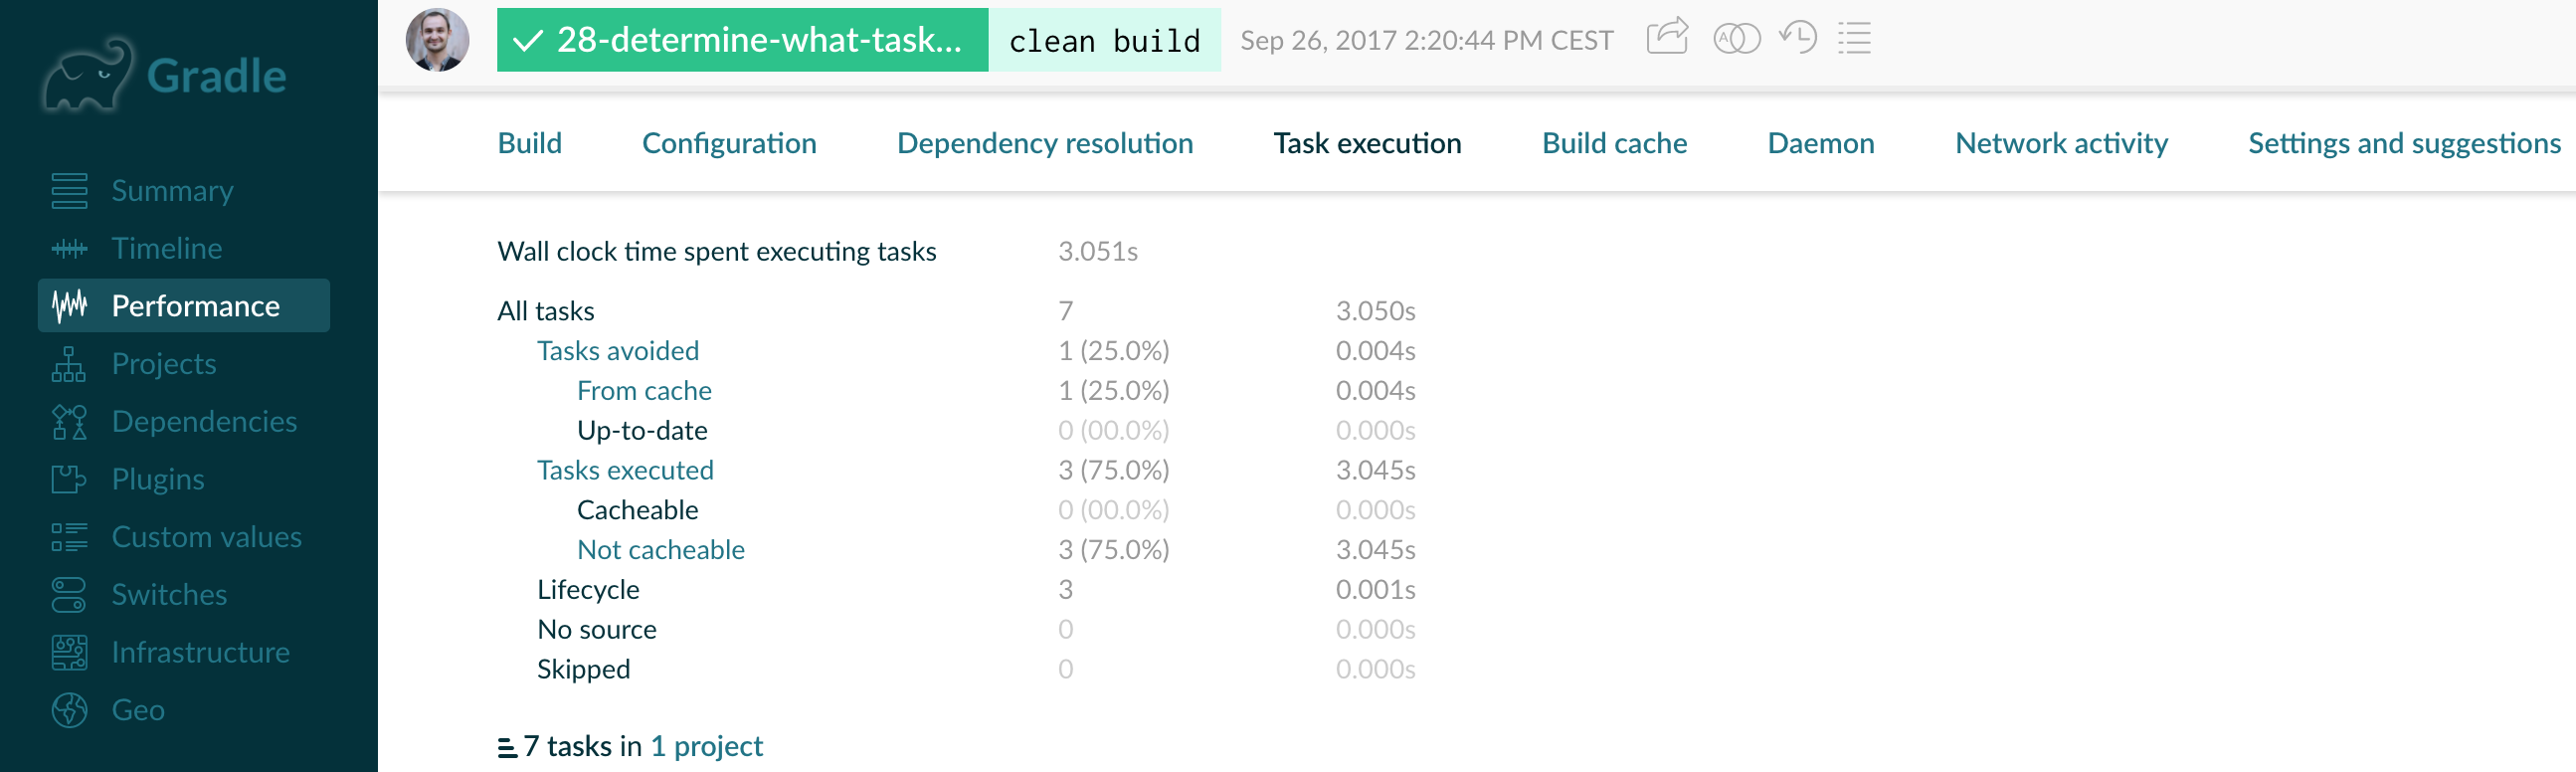 Gradle
Summary
Timeline
Performance
Projects
Dependencies
Plugins
Custom values
Switches
Infrastructure
Geo
28-determine-what-task... clean build Sep 26, 2017 2:20:44 PM CEST
Build Configuration Dependency resolution Task execution Build cache Daemon Network activity Settings and suggestions
Wall clock time spent executing tasks 3.051s
All tasks 7 3.050s
Tasks avoided 1 (25.0%) 0.004s
From cache 1 (25.0%) 0.004s
Up-to-date 0 (00.0%) 0.000s
Tasks executed 3 (75.0%) 3.045s
Cacheable 0 (00.0%) 0.000s
Not cacheable 3 (75.0%) 3.045s
Lifecycle 3 0.001s
No source 0 0.000s
Skipped 0 0.000s
7 tasks in 1 project